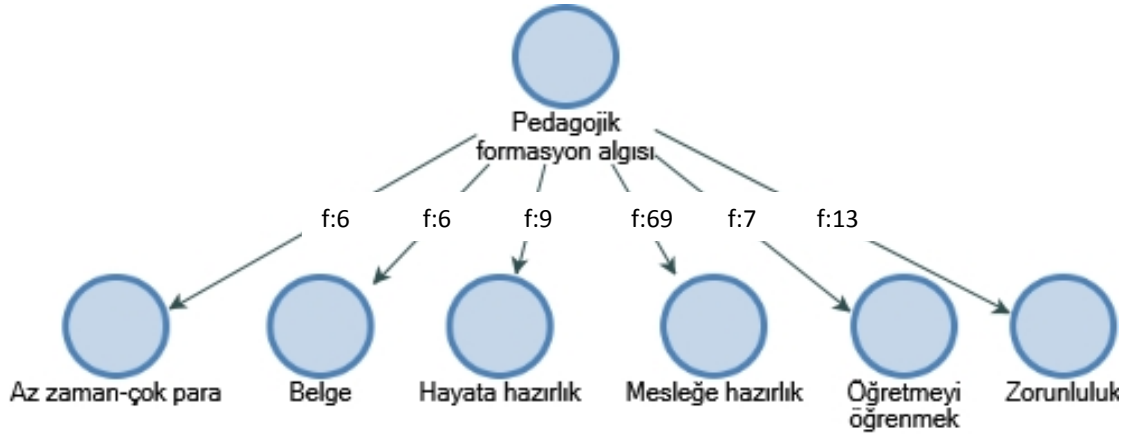 Pedagojik
formasyon algısı
f:6 f:6 f:9 f:69 f:7 f:13
Az zaman-çok para
Belge
Hayata hazırlık
Mesleğe hazırlık
Öğretmeyi
öğrenmek
Zorunluluk